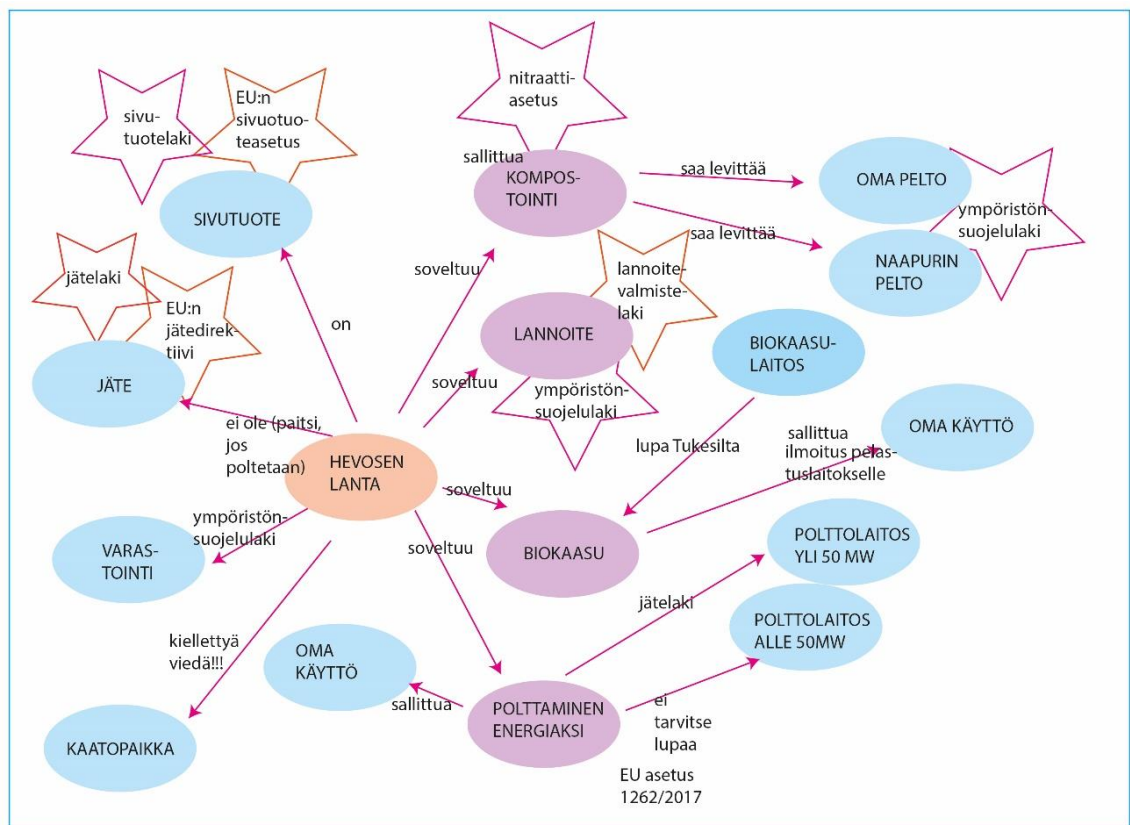 nitraatti-
asetus
sivu-
tuotelaki
EU:n
sivuotuo-
teasetus
sallittua
KOMPOS-
TOINTI
saa levittää
OMA PELTO
SIVUTUOTE
ympöristön-
suojelulaki
saa levittää
NAAPURIN
PELTO
jätelaki
EU:n
jätedirek-
tiivi
soveltuu
lannoite-
valmiste-
laki
on
LANNOITE
BIOKAASU-
LAITOS
JÄTE
soveltuu
ympöristön-
suojelulaki
ei ole (paitsi,
jos
poltetaan)
HEVOSEN
LANTA
lupa Tukesilta
sallittua
ilmoitus pelas-
tuslaitokselle
OMA KÄYTTÖ
soveltuu
ympöristön-
suojelulaki
VARAS-
TOINTI
soveltuu
BIOKAASU
POLTTOLAITOS
YLI 50 MW
jätelaki
POLTTOLAITOS
ALLE 50MW
kiellettyä
viedä!!!
OMA
KÄYTTÖ
sallittua
POLTTAMINEN
ENERGIAKSI
ei
tarvitse
lupaa
KAATOPAIKKA
EU asetus
1262/2017